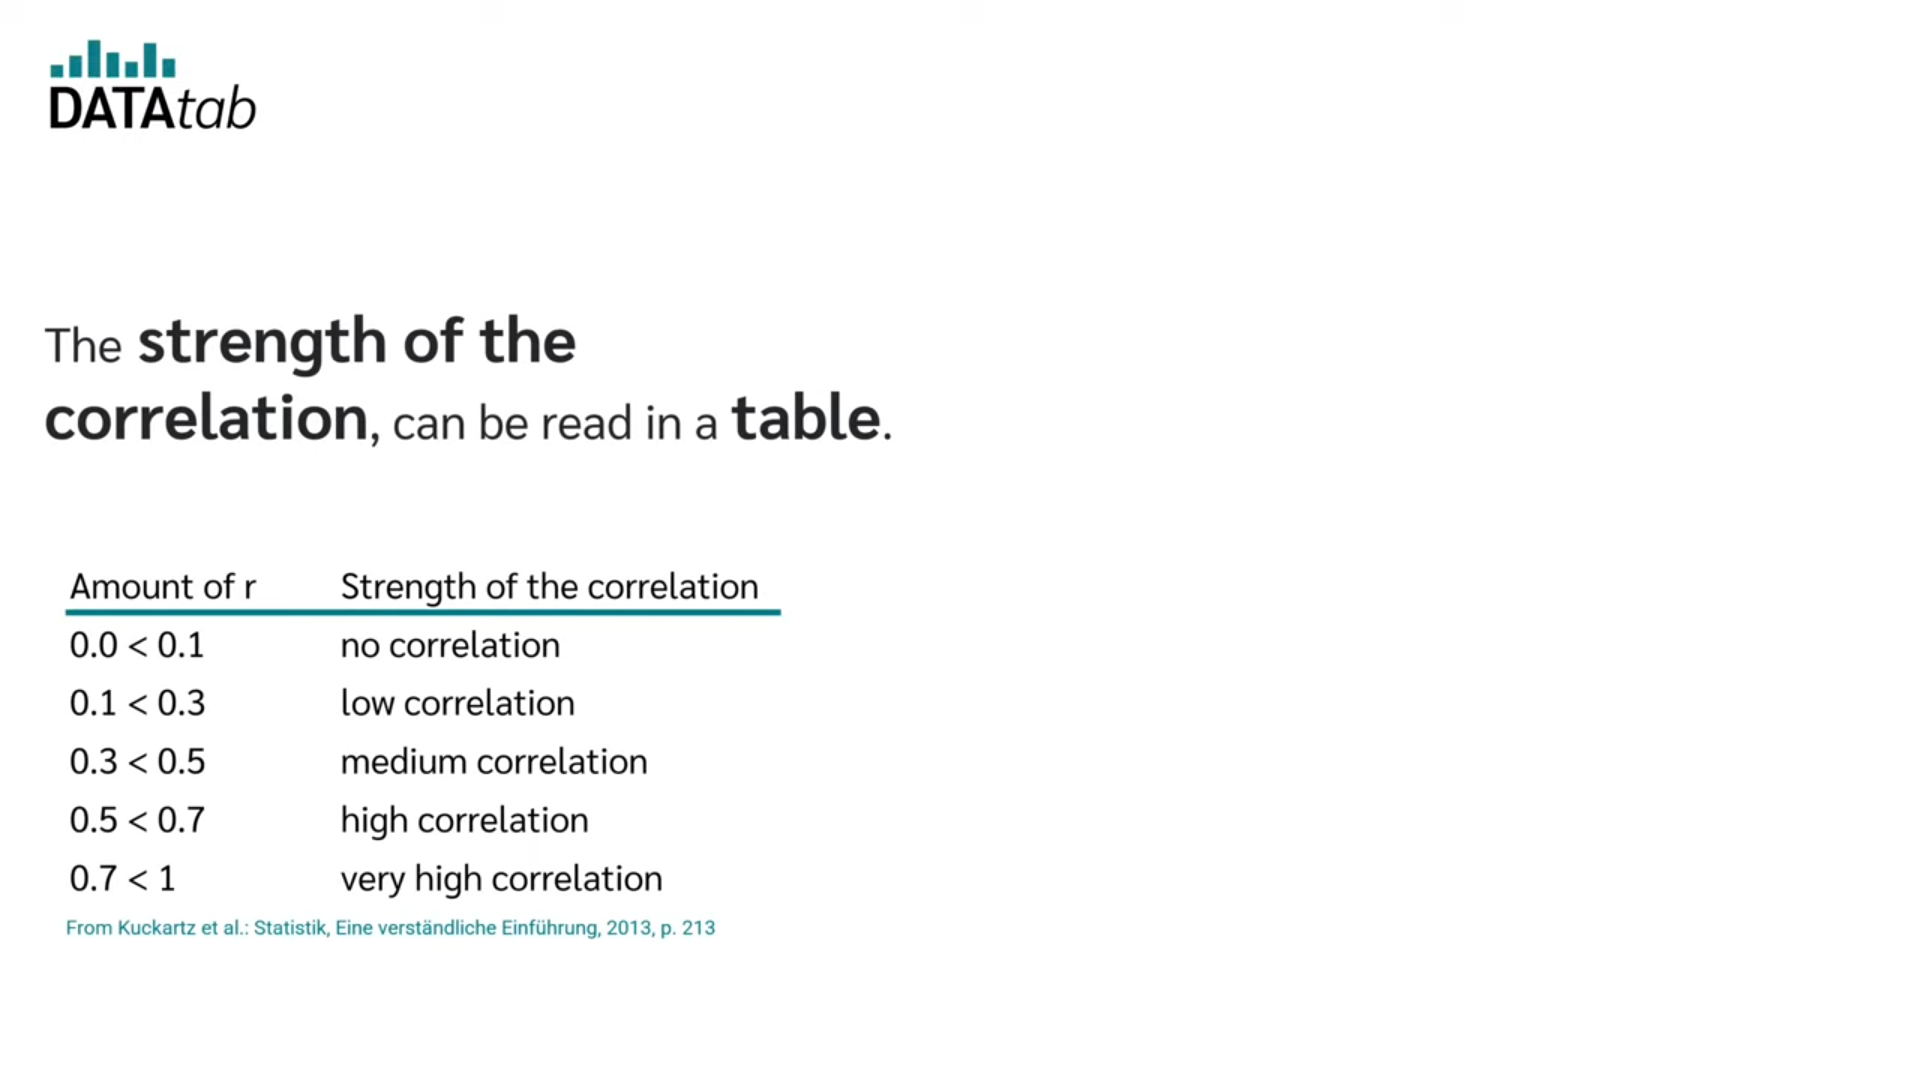 DATAtab
The strength of the
correlation, can be read in a table.
Amount of r Strength of the correlation
0.0 < 0.1 no correlation
0.1 < 0.3 low correlation
0.3 < 0.5 medium correlation
0.5 < 0.7 high correlation
0.7 < 1 very high correlation
From Kuckartz et al.: Statistik, Eine verständliche Einführung, 2013, p. 213